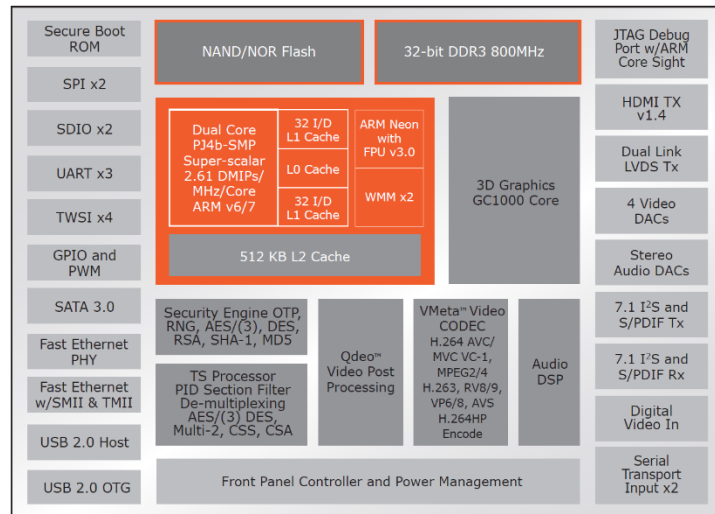 Secure Boot
ROM
SPI x2
SDIO x2
UART x3
TWSI x4
GPIO and
PWM
SATA 3.0
Fast Ethernet
PHY
Fast Ethernet
w/SMII & TMII
USB 2.0 Host
USB 2.0 OTG
NAND/NOR Flash
32-bit DDR3 800MHz
Dual Core
PJ4b-SMP
Super-scalar
2.61 DMIPs/
MHz/Core
ARM v6/7
32 I/D
L1 Cache
L0 Cache
32 I/D
L1 Cache
ARM Neon
with
FPU v3.0
WMM x2
512 KB L2 Cache
3D Graphics
GC1000 Core
Security Engine OTP,
RNG, AES/(3), DES,
RSA, SHA-1, MD5
TS Processor
PID Section Filter
De-multiplexing
AES/(3) DES,
Multi-2, CSS, CSA
Qdeo™
Video Post
Processing
VMeta™ Video
CODEC
H.264 AVC/
MVC VC-1,
MPEG2/4
H.263, RV8/9,
VP6/8, AVS
H.264HP
Encode
Audio
DSP
Front Panel Controller and Power Management
JTAG Debug
Port w/ARM
Core Sight
HDMI TX
v1.4
Dual Link
LVDS Tx
4 Video
DACs
Stereo
Audio DACs
7.1 I²S and
S/PDIF Tx
7.1 I²S and
S/PDIF Rx
Digital
Video In
Serial
Transport
Input x2